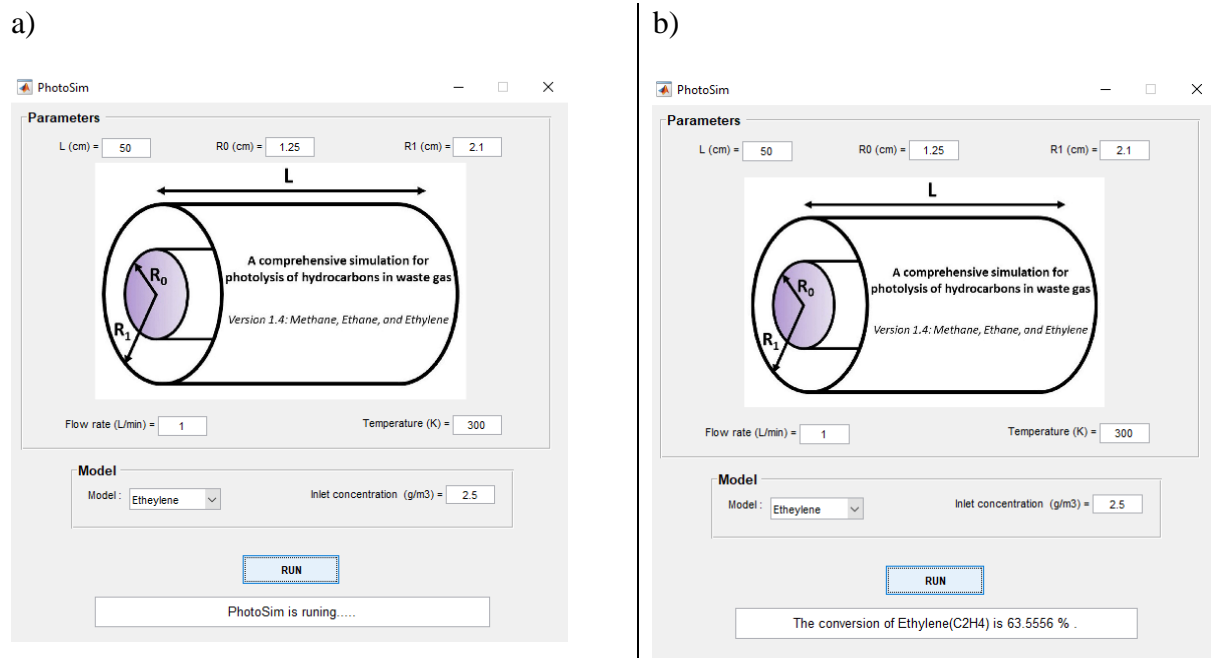 a)
PhotoSim
Parameters
L (cm) = 50 R0 (cm) = 1.25 R1 (cm) = 2.1
L
A comprehensive simulation for
photolysis of hydrocarbons in waste gas
R0
Version 1.4: Methane, Ethane, and Ethylene
R1
Flow rate (L/min) = 1 Temperature (K) = 300
Model
Model : Etheylene Inlet concentration (g/m3) = 2.5
RUN
PhotoSim is runing.....
b)
PhotoSim
Parameters
L (cm) = 50 R0 (cm) = 1.25 R1 (cm) = 2.1
L
A comprehensive simulation for
photolysis of hydrocarbons in waste gas
R0
Version 1.4: Methane, Ethane, and Ethylene
R1
Flow rate (L/min) = 1 Temperature (K) = 300
Model
Model : Etheylene Inlet concentration (g/m3) = 2.5
RUN
The conversion of Ethylene(C2H4) is 63.5556 % .